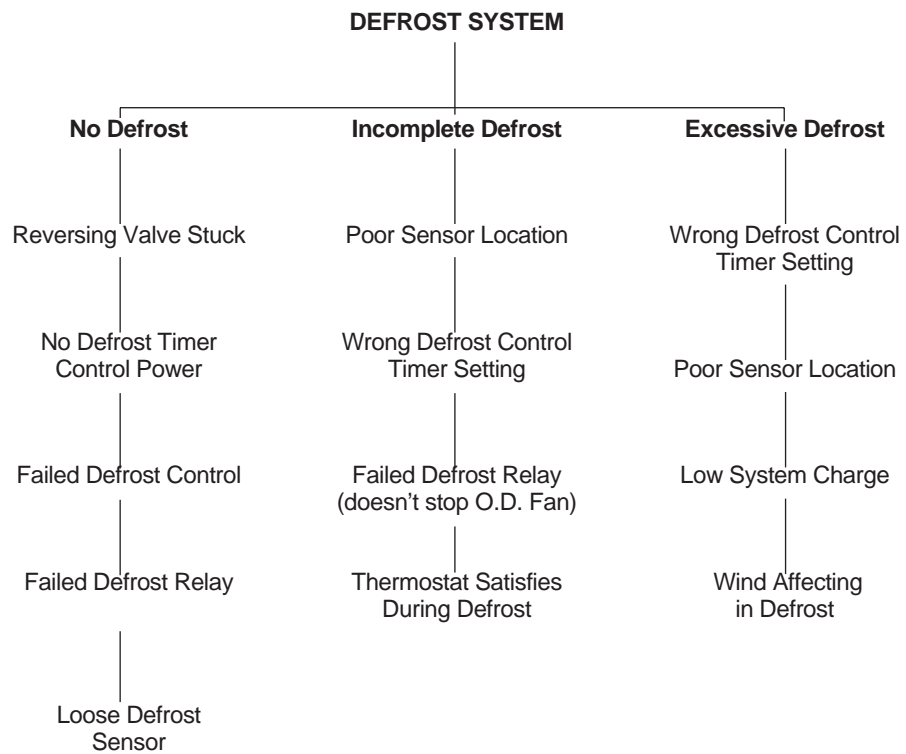 DEFROST SYSTEM
No Defrost
Reversing Valve Stuck
No Defrost Timer
Control Power
Failed Defrost Control
Failed Defrost Relay
Loose Defrost
Sensor
Incomplete Defrost
Poor Sensor Location
Wrong Defrost Control
Timer Setting
Failed Defrost Relay
(doesn’t stop O.D. Fan)
Thermostat Satisfies
During Defrost
Excessive Defrost
Wrong Defrost Control
Timer Setting
Poor Sensor Location
Low System Charge
Wind Affecting
in Defrost